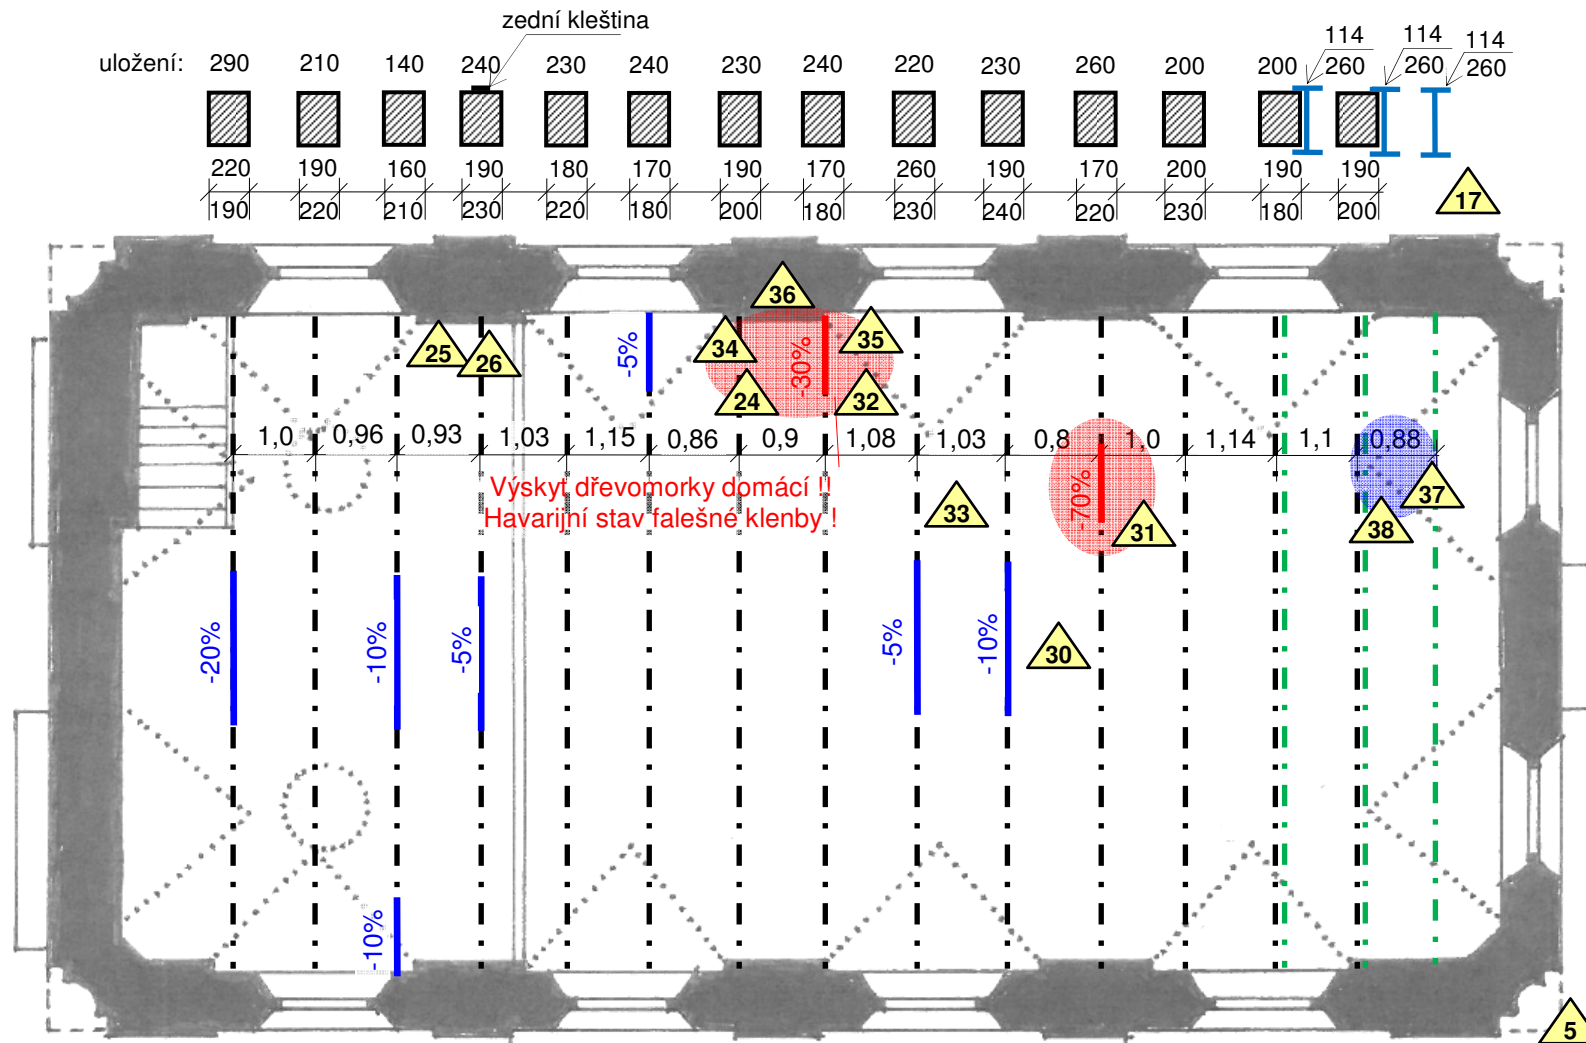 zední kleština
uložení: 290 210 140 240 230 240 230 240 220 230 260 200 200
114 114 114
260 260 260
220 190 160 190 180 170 190 170 260 190 170 200 190 190
190 220 210 230 220 180 200 180 230 240 220 230 180 200
17
36
25 26 -5% 34 -30% 35
24 32
1,0 0,96 0,93 1,03 1,15 0,86 0,9 1,08 1,03 0,8 1,0 1,14 1,1 0,88
Výskyt dřevomorky domácí !!
Havarijní stav falešné klenby !
33 -70% 31 38 37
-20% -10% -5% -5% -10% 30
-10%
5